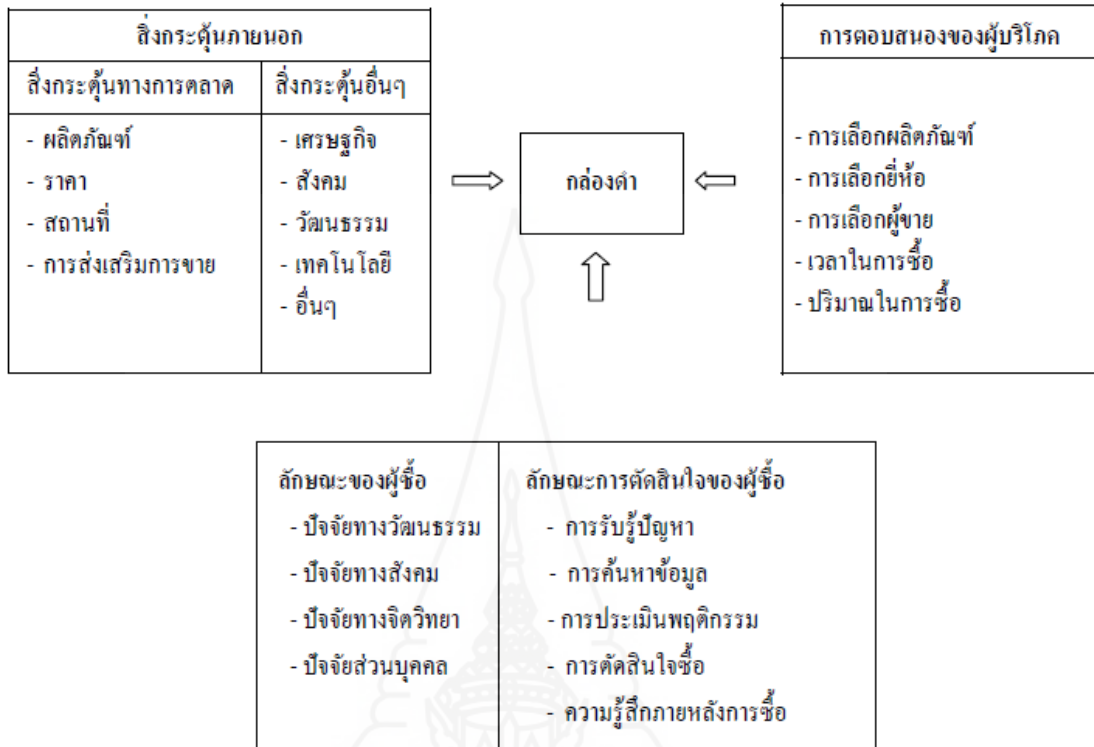 สิ่งกระตุ้นภายนอก
สิ่งกระตุ้นทางการตลาด
- ผลิตภัณฑ์
- ราคา
- สถานที่
- การส่งเสริมการขาย
สิ่งกระตุ้นอื่นๆ
- เศรษฐกิจ
- สังคม
- วัฒนธรรม
- เทคโนโลยี
- อื่นๆ
กล่องดำ
การตอบสนองของผู้บริโภค
- การเลือกผลิตภัณฑ์
- การเลือกยี่ห้อ
- การเลือกผู้ขาย
- เวลาในการซื้อ
- ปริมาณในการซื้อ
ลักษณะของผู้ซื้อ
- ปัจจัยทางวัฒนธรรม
- ปัจจัยทางสังคม
- ปัจจัยทางจิตวิทยา
- ปัจจัยส่วนบุคคล
ลักษณะการตัดสินใจของผู้ซื้อ
- การรับรู้ปัญหา
- การค้นหาข้อมูล
- การประเมินพฤติกรรม
- การตัดสินใจซื้อ
- ความรู้สึกภายหลังการซื้อ